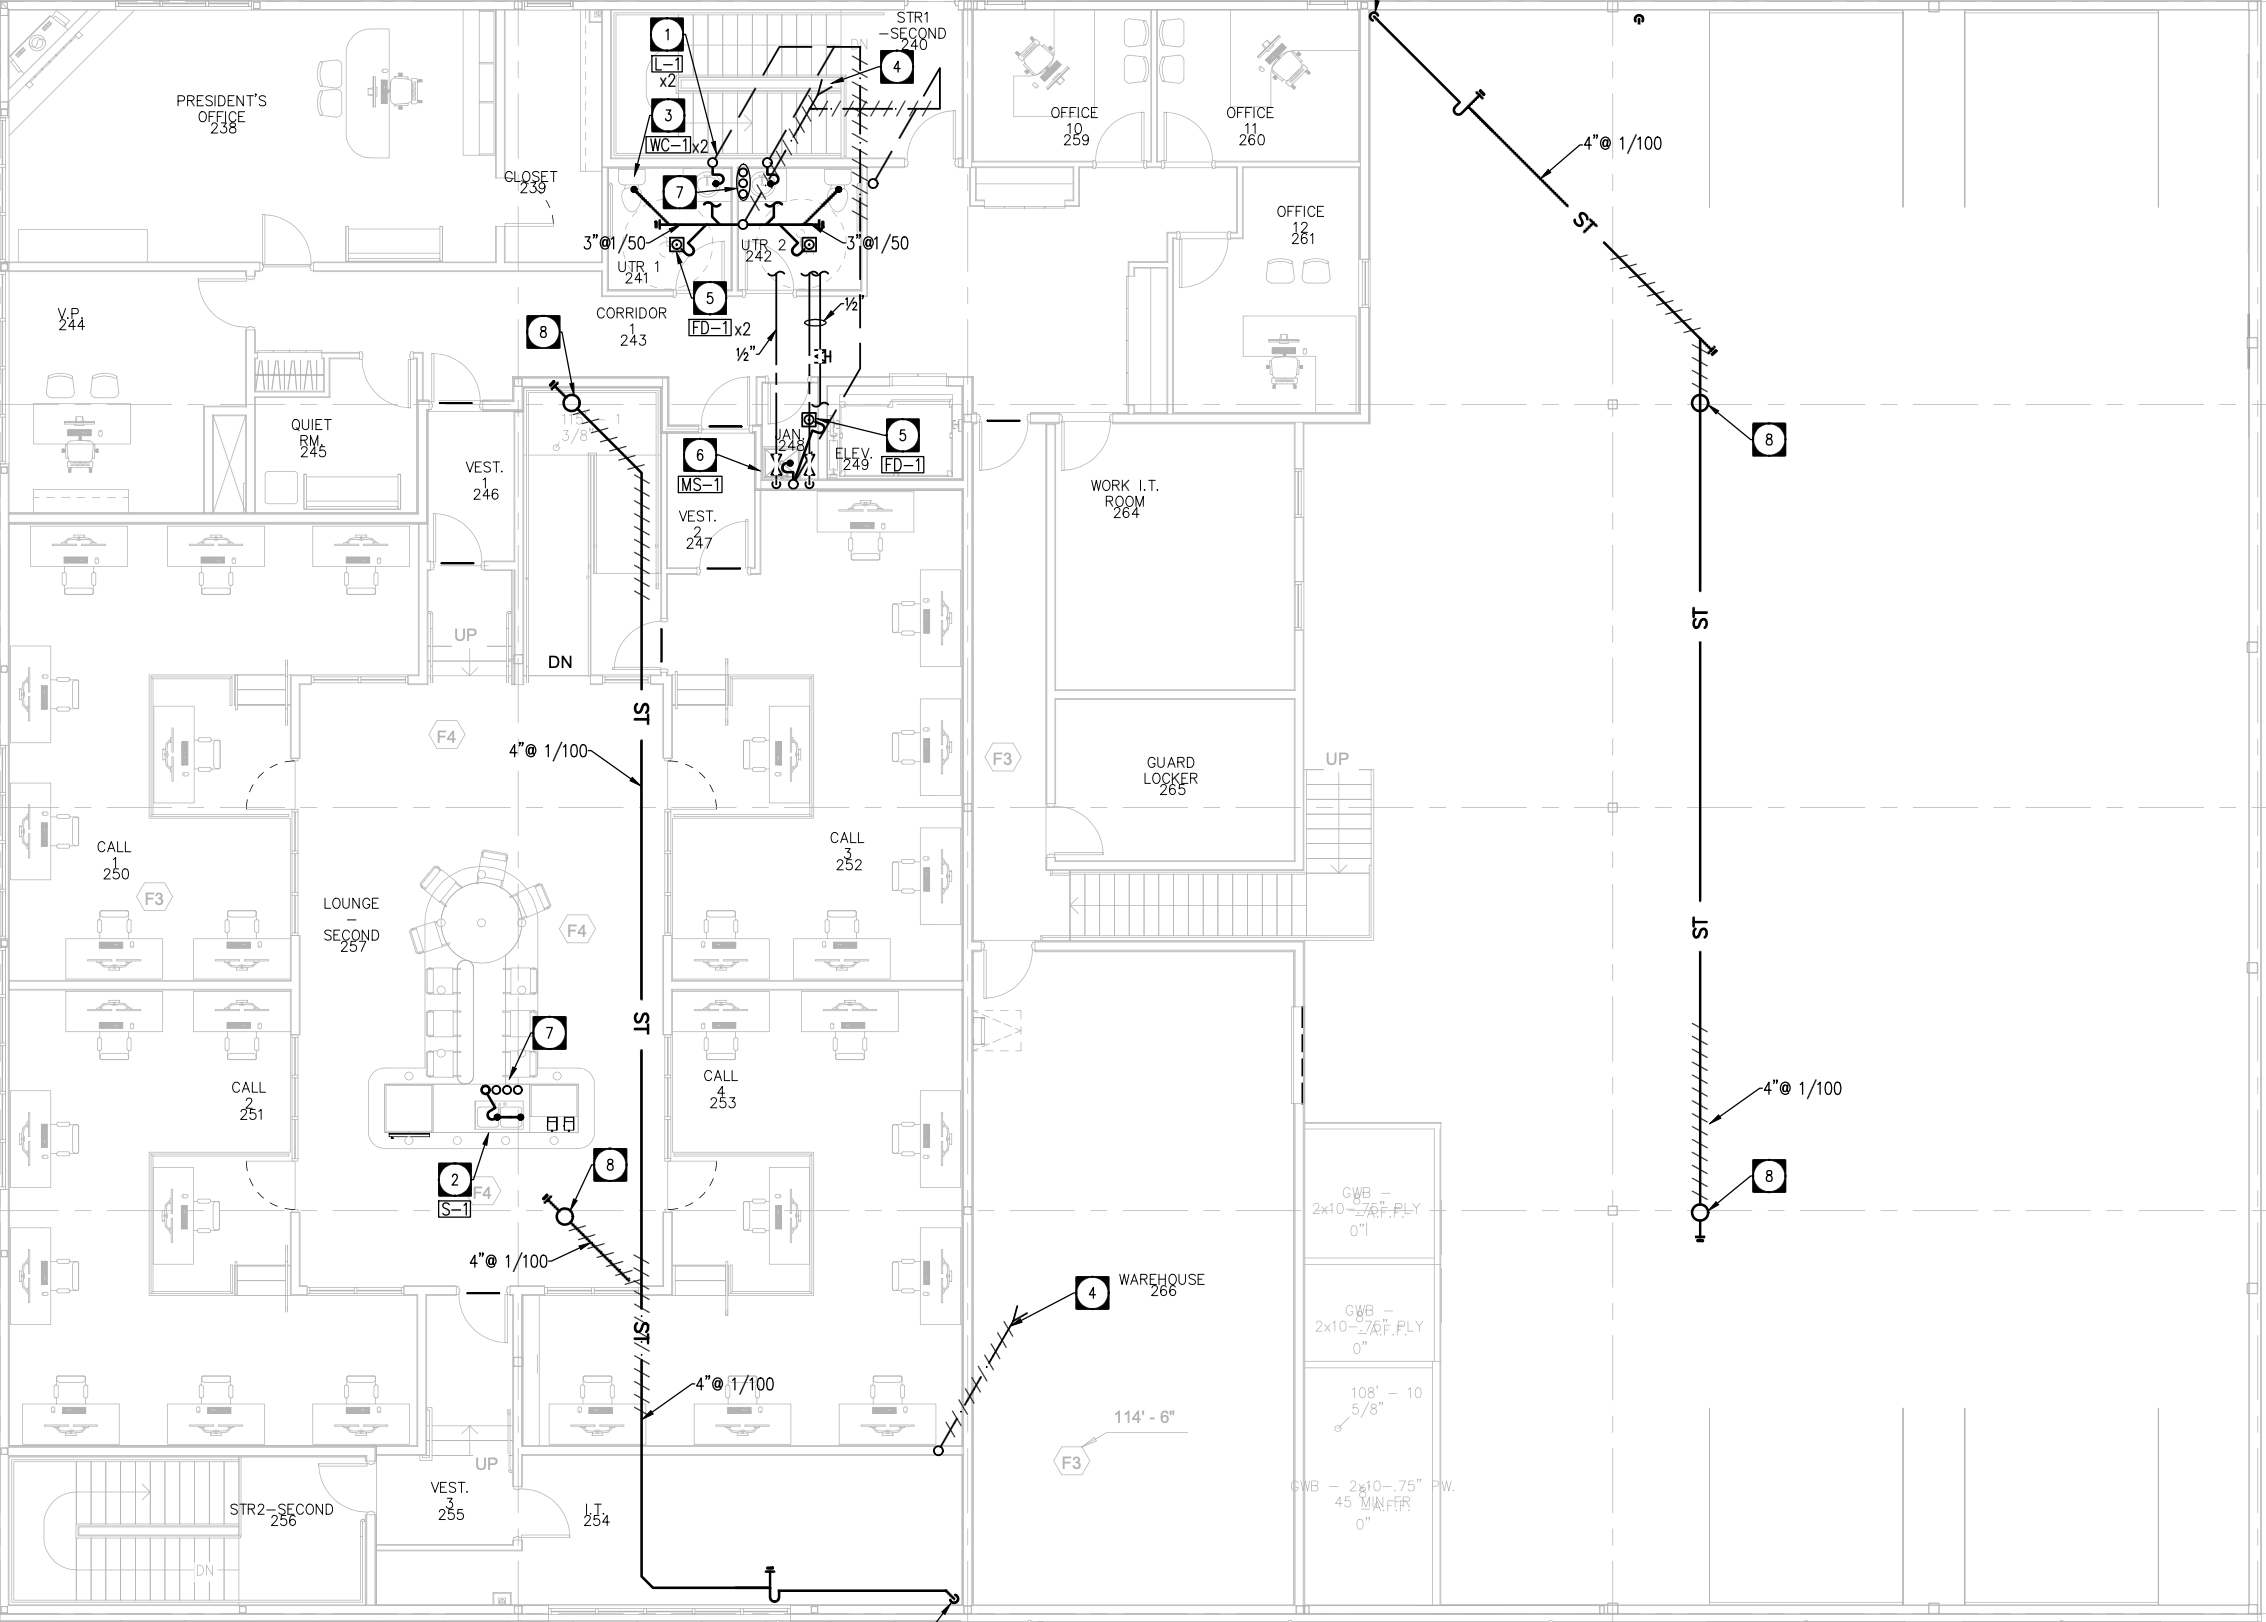 PRESIDENT'S
OFFICE
238
CLOSET
239
1
L-1
x2
3
WC-1 x2
7
STR1
-SECOND
240
DN
4
OFFICE
10
259
OFFICE
11
260
OFFICE
12
261
4"@ 1/100
ST
3"@1/50
UTR 1
241
UTR 2
242
3"@1/50
5
FD-1 x2
½"
½"
8
CORRIDOR
1
243
V.P.
244
QUIET
RM.
245
VEST.
1
246
3/8"
JAN.
248
ELEV.
249
5
FD-1
6
MS-1
VEST.
2
247
WORK I.T.
ROOM
264
8
UP
DN
ST
ST
F4
4"@ 1/100
F3
GUARD
LOCKER
265
UP
CALL
1
250
F3
CALL
3
252
LOUNGE
-
SECOND
257
F4
ST
ST
7
CALL
2
251
CALL
4
253
4"@ 1/100
2
S-1
F4
8
8
GWB -
2x10-.75" PLY
8'
-A.F.F.
0"
4"@ 1/100
4
WAREHOUSE
266
GWB -
2x10-.75" PLY
8'
-A.F.F.
0"
ST
4"@ 1/100
114' - 6"
F3
108' - 10
5/8"
GWB - 2x10-.75" PW.
45 MIN FR
8'
-A.F.F.
0"
UP
VEST.
3
255
I.T.
254
STR2-SECOND
256
DN